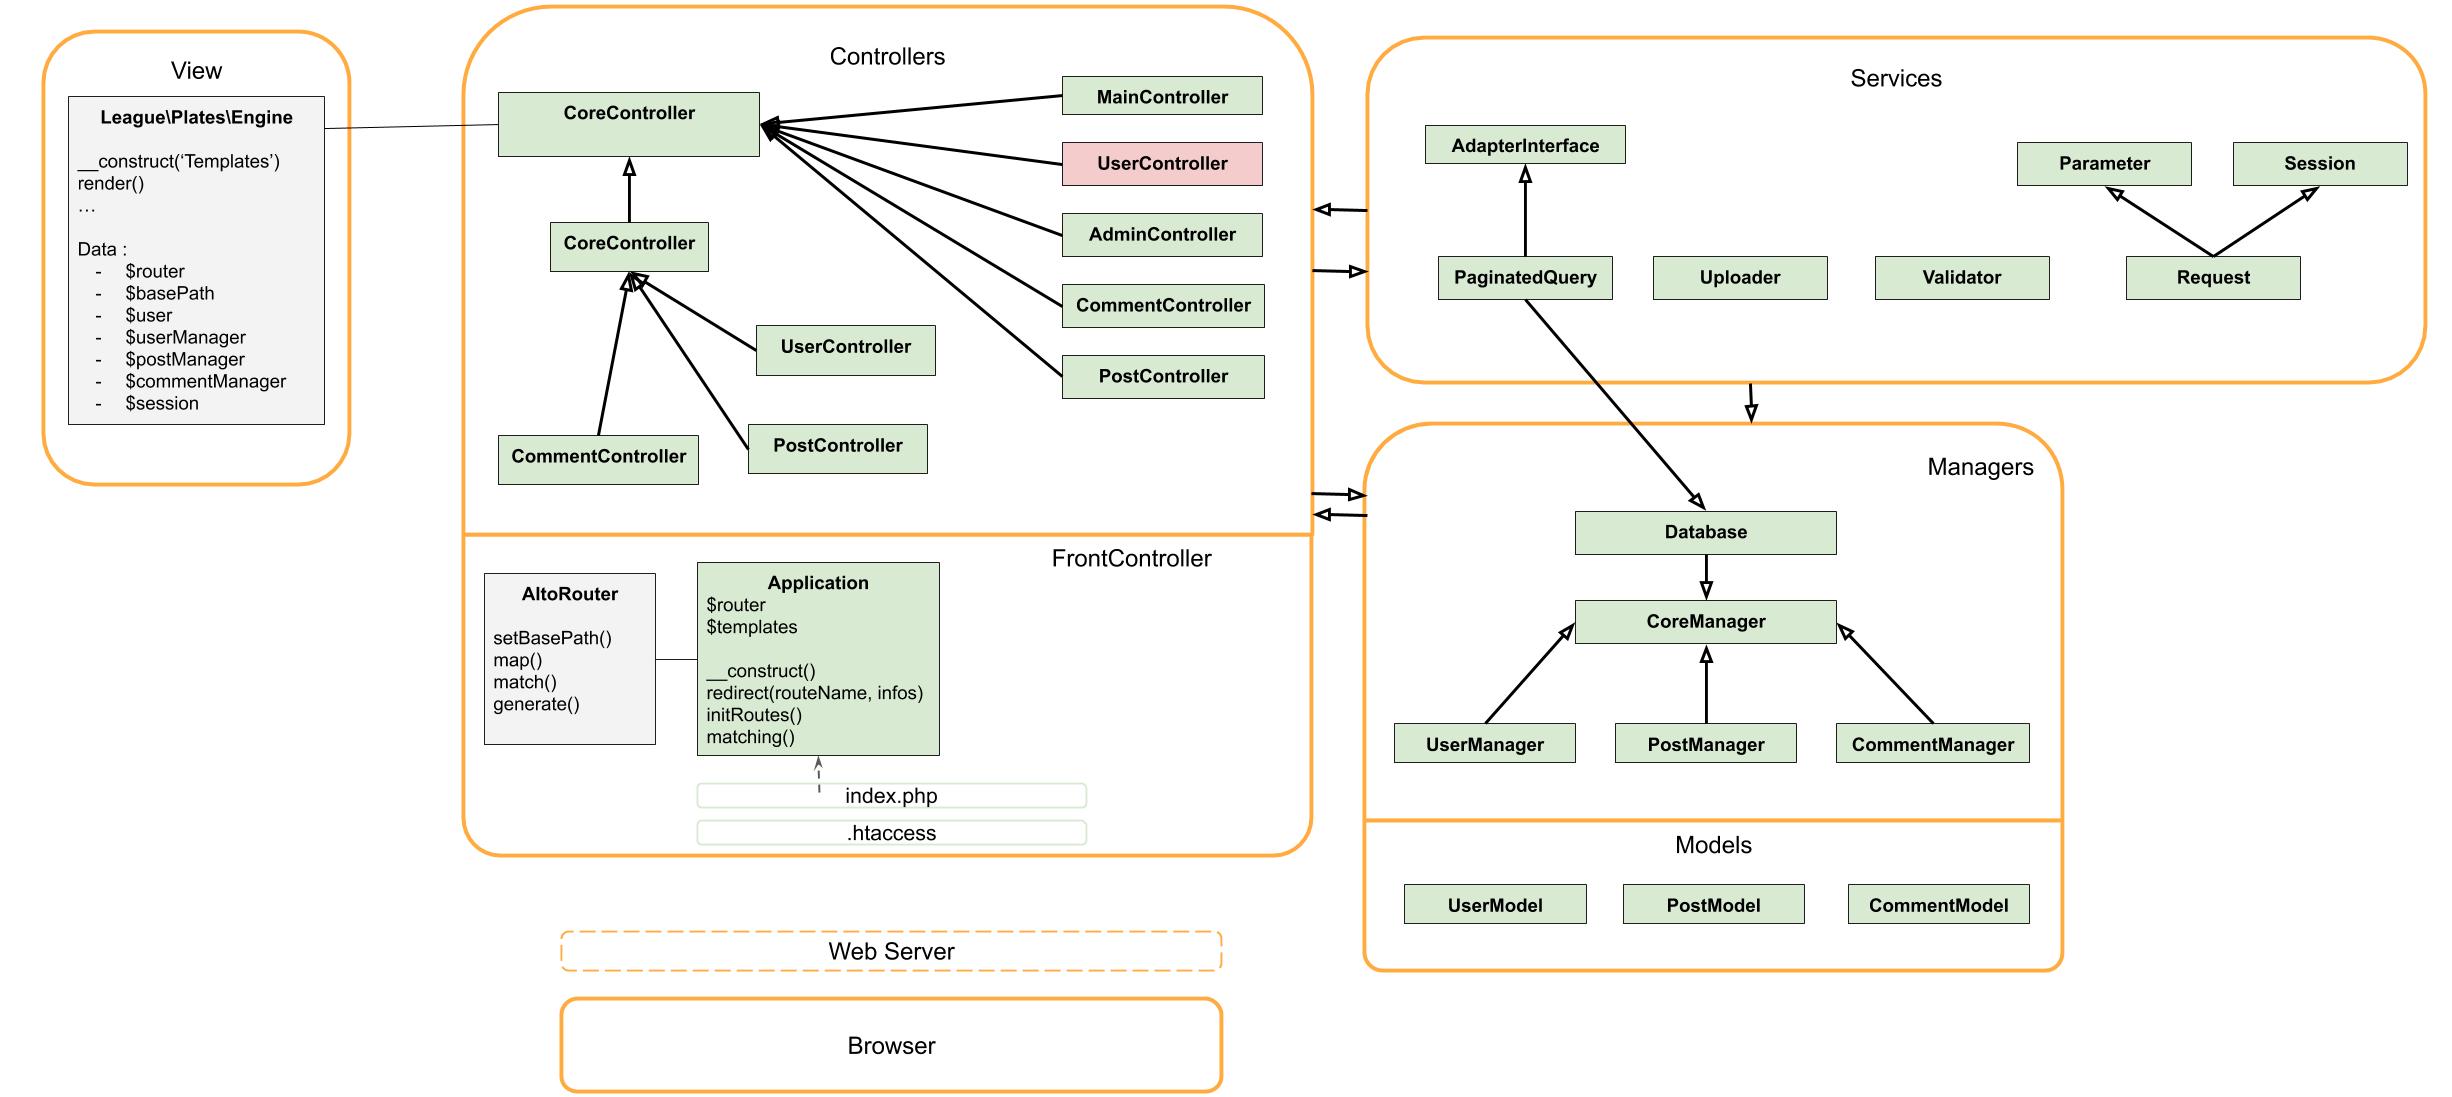 View
League\Plates\Engine
__construct(‘Templates’)
render()
…
Data :
- $router
- $basePath
- $user
- $userManager
- $postManager
- $commentManager
- $session
Controllers
CoreController
MainController
UserController
AdminController
CommentController
PostController
CoreController
UserController
PostController
CommentController
FrontController
AltoRouter
setBasePath()
map()
match()
generate()
Application
$router
$templates
__construct()
redirect(routeName, infos)
initRoutes()
matching()
index.php
.htaccess
Web Server
Browser
Services
AdapterInterface
Parameter
Session
PaginatedQuery
Uploader
Validator
Request
Managers
Database
CoreManager
UserManager
PostManager
CommentManager
Models
UserModel
PostModel
CommentModel